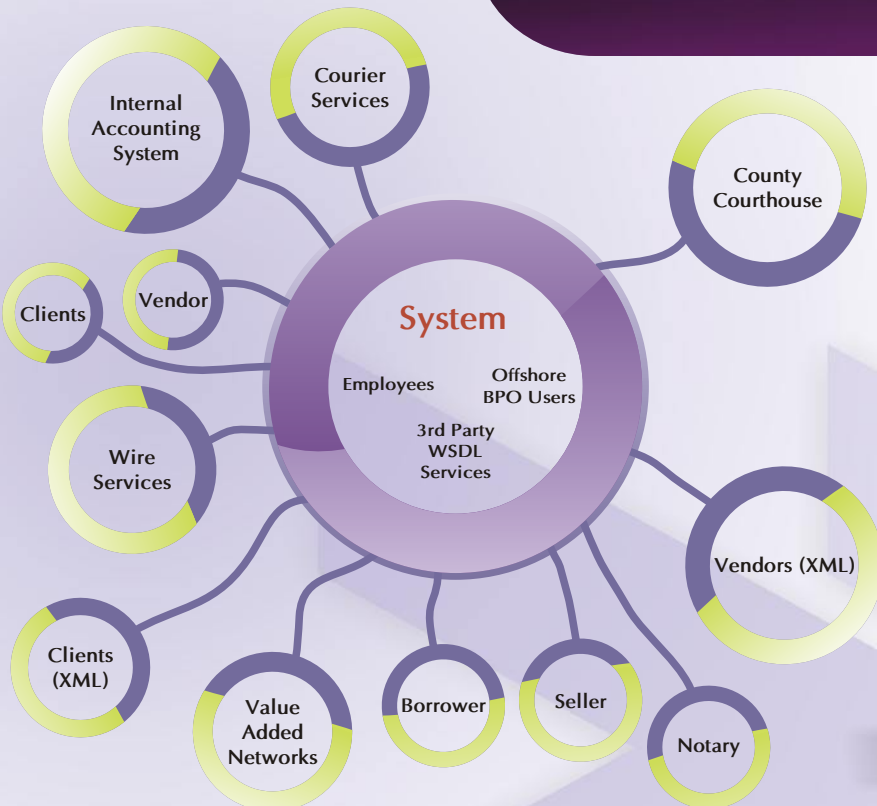 Internal
Accounting
System
Courier
Services
County
Courthouse
Clients
Vendor
System
Employees
Offshore
BPO Users
3rd Party
WSDL
Services
Wire
Services
Vendors (XML)
Clients
(XML)
Value
Added
Networks
Borrower
Seller
Notary